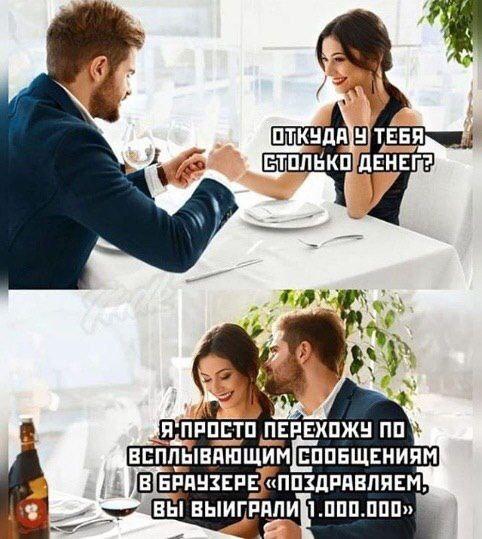 ОТКУДА У ТЕБЯ
СТОЛЬКО ДЕНЕГ?
Я ПРОСТО ПЕРЕХОЖУ ПО
ВСПЛЫВАЮЩИМ СООБЩЕНИЯМ
В БРАУЗЕРЕ «ПОЗДРАВЛЯЕМ,
ВЫ ВЫИГРАЛИ 1.000.000»